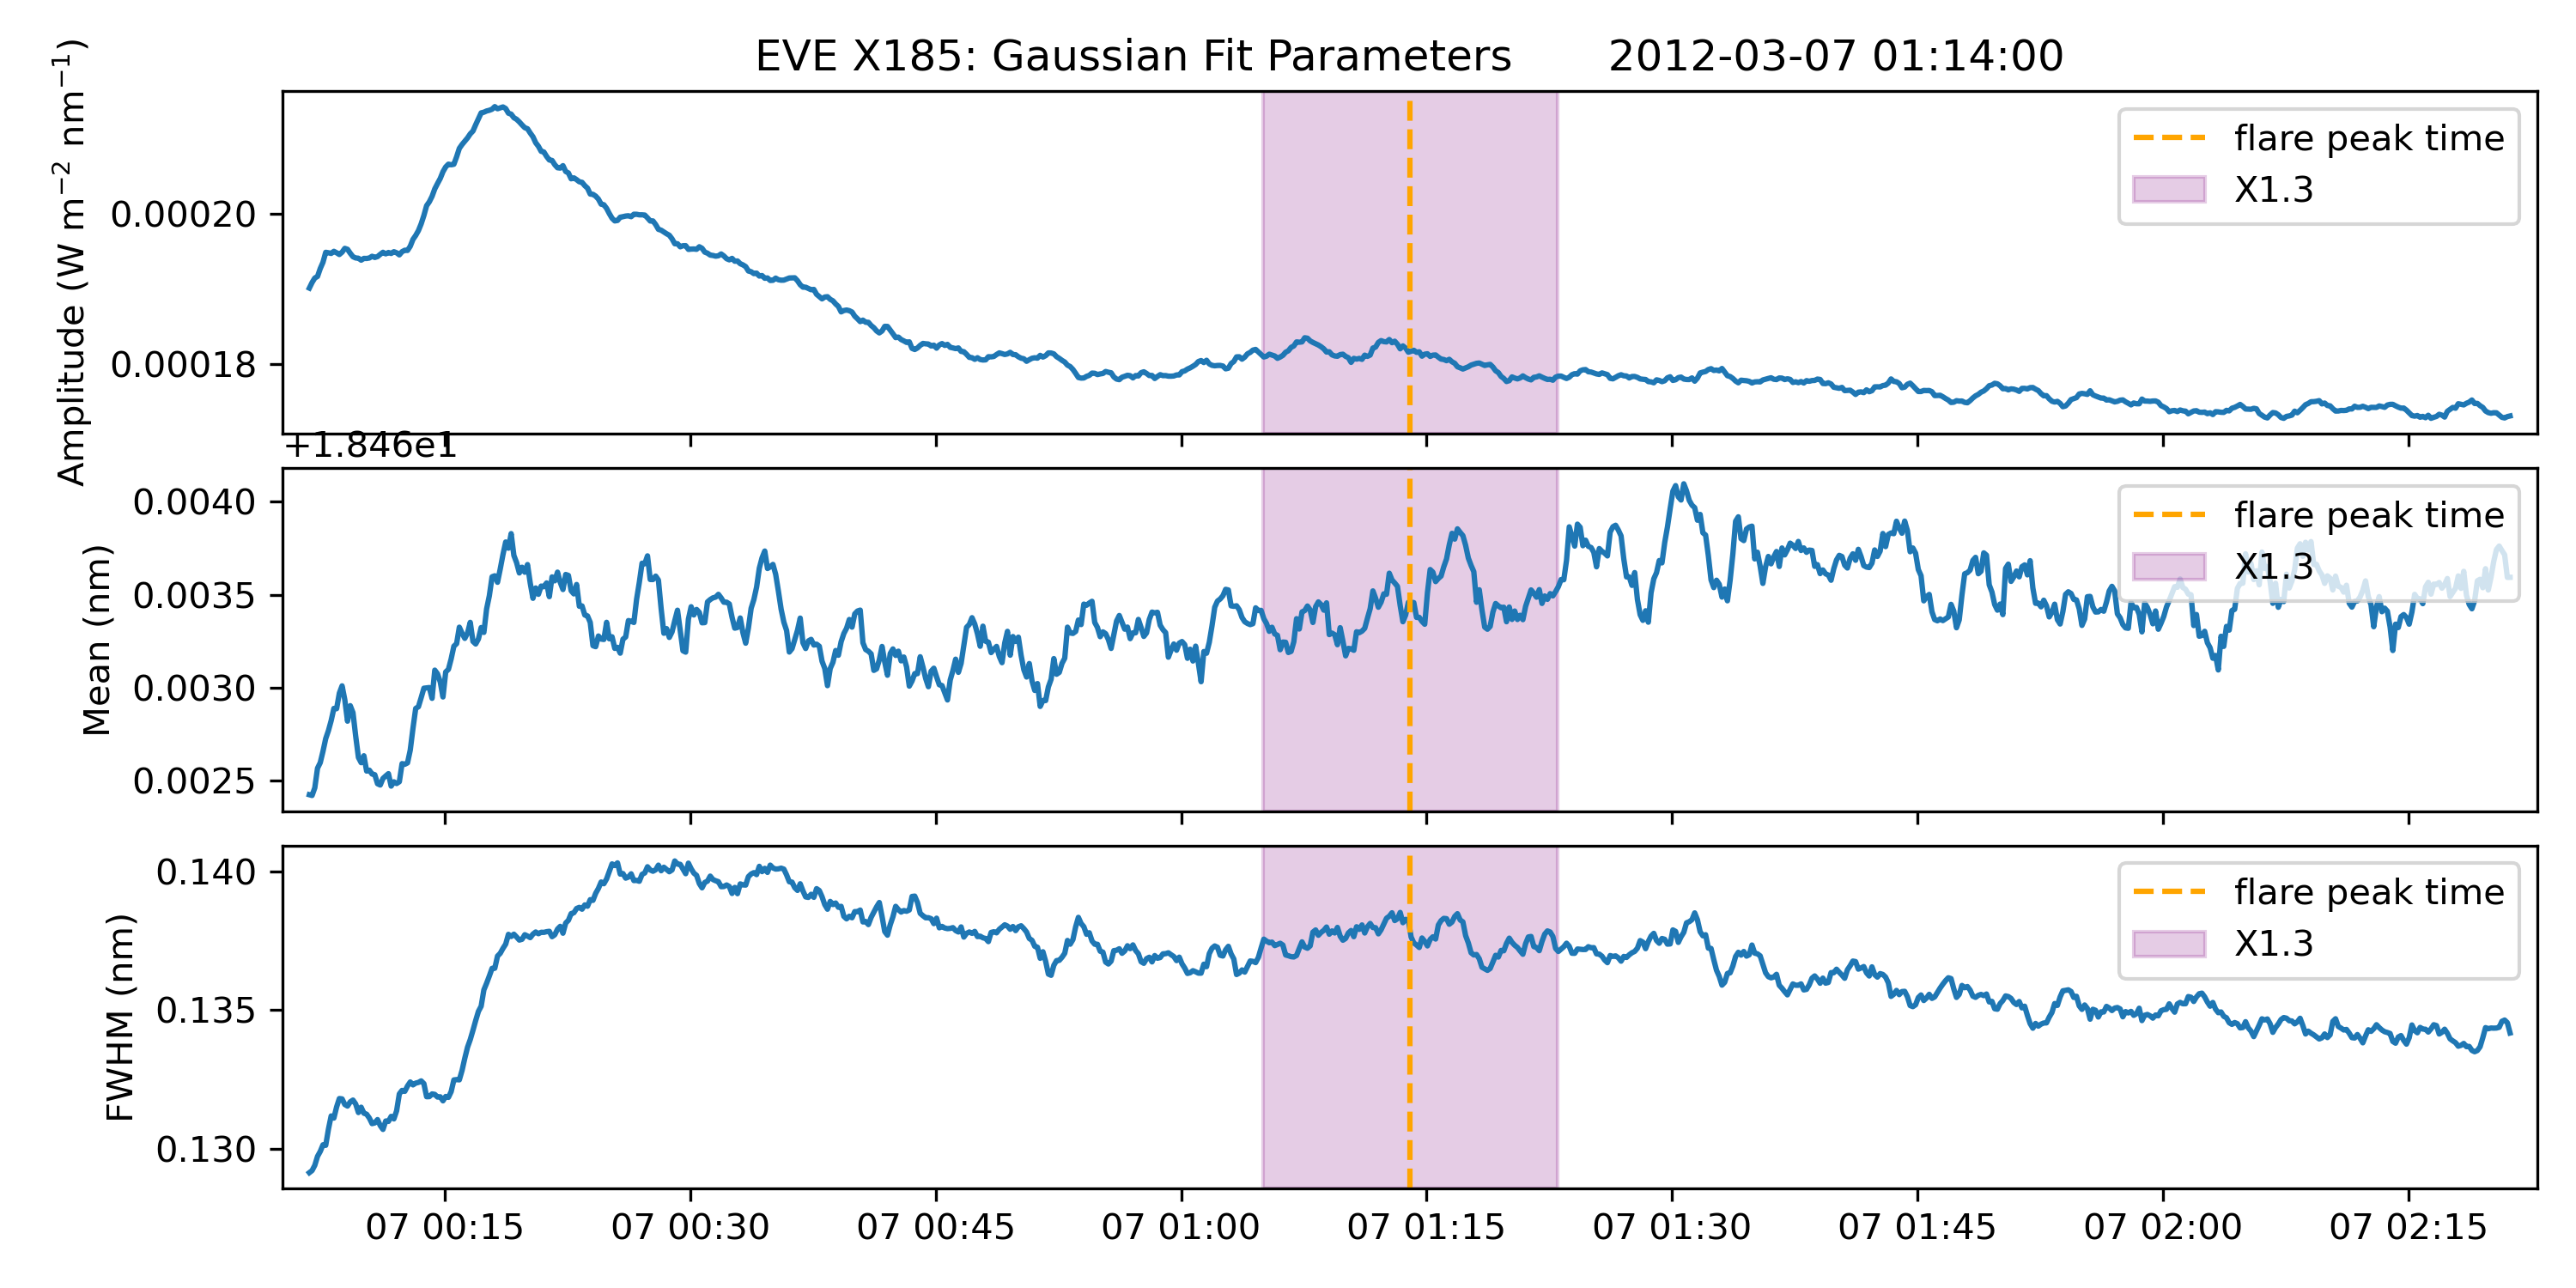 EVE X185: Gaussian Fit Parameters 2012-03-07 01:14:00
Amplitude (W m⁻² nm⁻¹)
0.00020
0.00018
flare peak time
X1.3
+1.846e1
Mean (nm)
0.0040
0.0035
0.0030
0.0025
flare peak time
X1.3
FWHM (nm)
0.140
0.135
0.130
flare peak time
X1.3
07 00:15 07 00:30 07 00:45 07 01:00 07 01:15 07 01:30 07 01:45 07 02:00 07 02:15